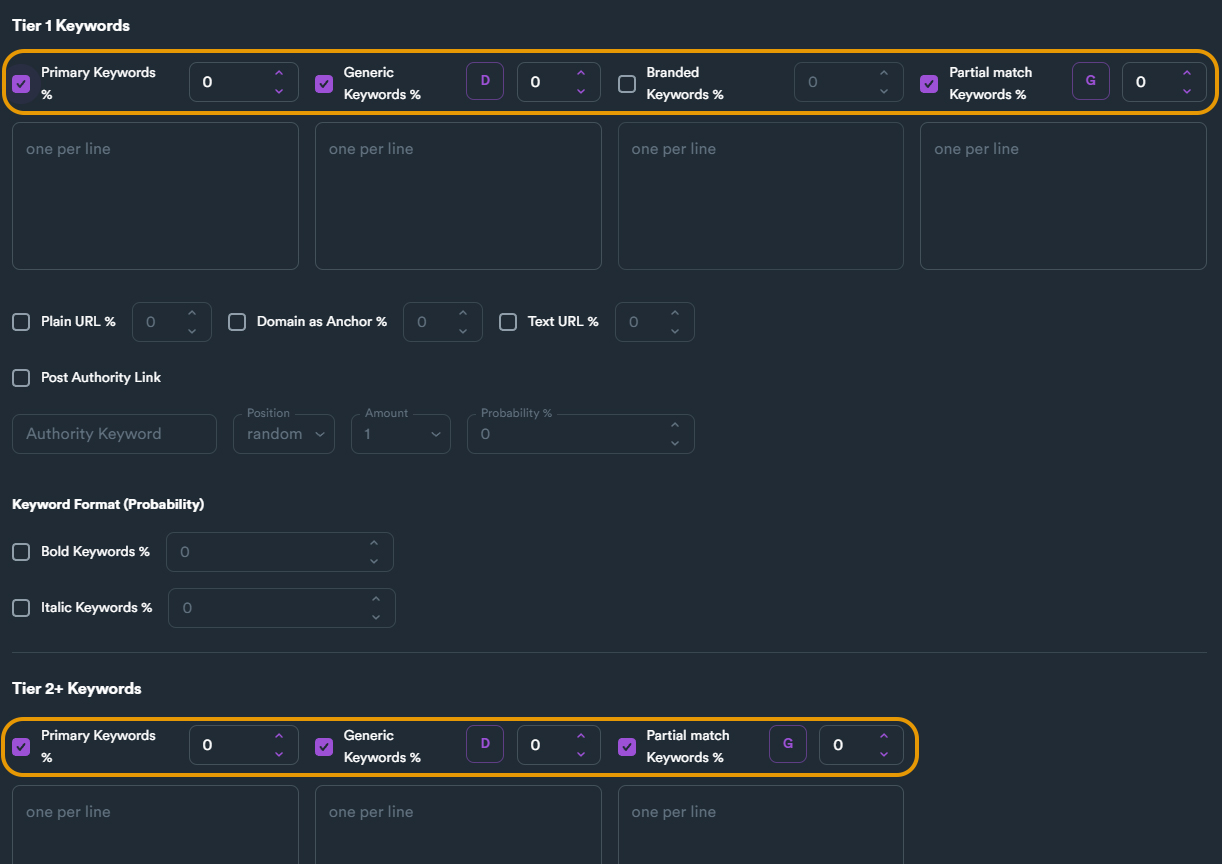 Tier 1 Keywords
Primary Keywords % 0 Generic Keywords % D 0 Branded Keywords % 0 Partial match Keywords % G 0
one per line one per line one per line one per line
Plain URL % 0 Domain as Anchor % 0 Text URL % 0
Post Authority Link
Authority Keyword Position random Amount 1 Probability % 0
Keyword Format (Probability)
Bold Keywords % 0
Italic Keywords % 0
Tier 2+ Keywords
Primary Keywords % 0 Generic Keywords % D 0 Partial match Keywords % G 0
one per line one per line one per line